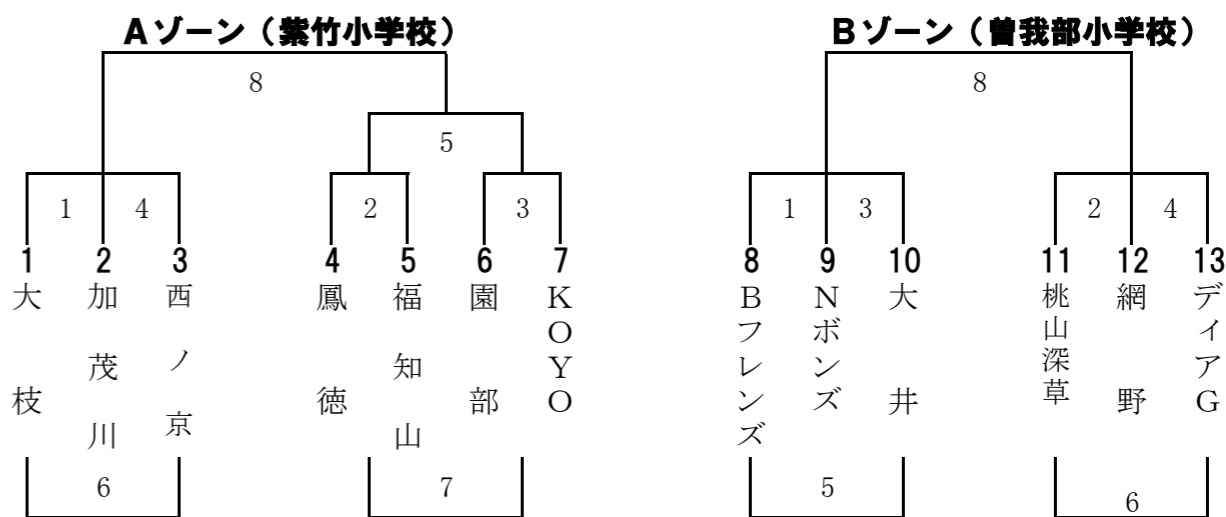 Aゾーン（紫竹小学校）
Bゾーン（曽我部小学校）
8
8
5
1
4
2
3
1
3
2
4
1
2
3
4
5
6
7
8
9
10
11
12
13
大枝
加茂川
西ノ京
鳳徳
福知山
園部
KOYO
Bフレンズ
Nボンズ
大井
桃山深草
網野
ディアG
6
7
5
6